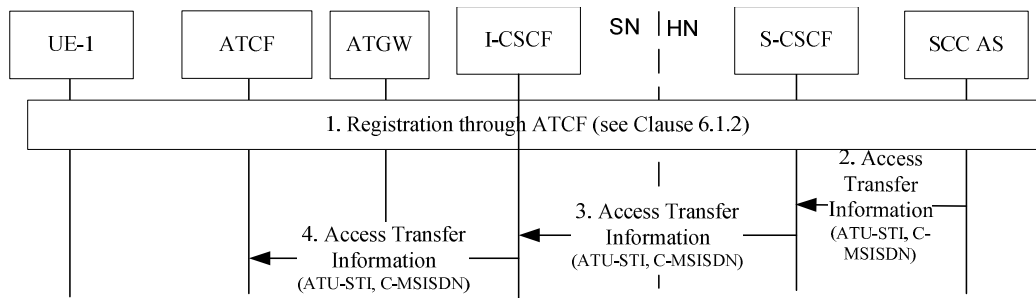 SN
HN
UE-1
ATCF
ATGW
I-CSCF
S-CSCF
SCC AS
1. Registration through ATCF (see Clause 6.1.2)
2. Access
Transfer
Information
(ATU-STI, C-
MSISDN)
3. Access Transfer
Information
(ATU-STI, C-MSISDN)
4. Access Transfer
Information
(ATU-STI, C-MSISDN)